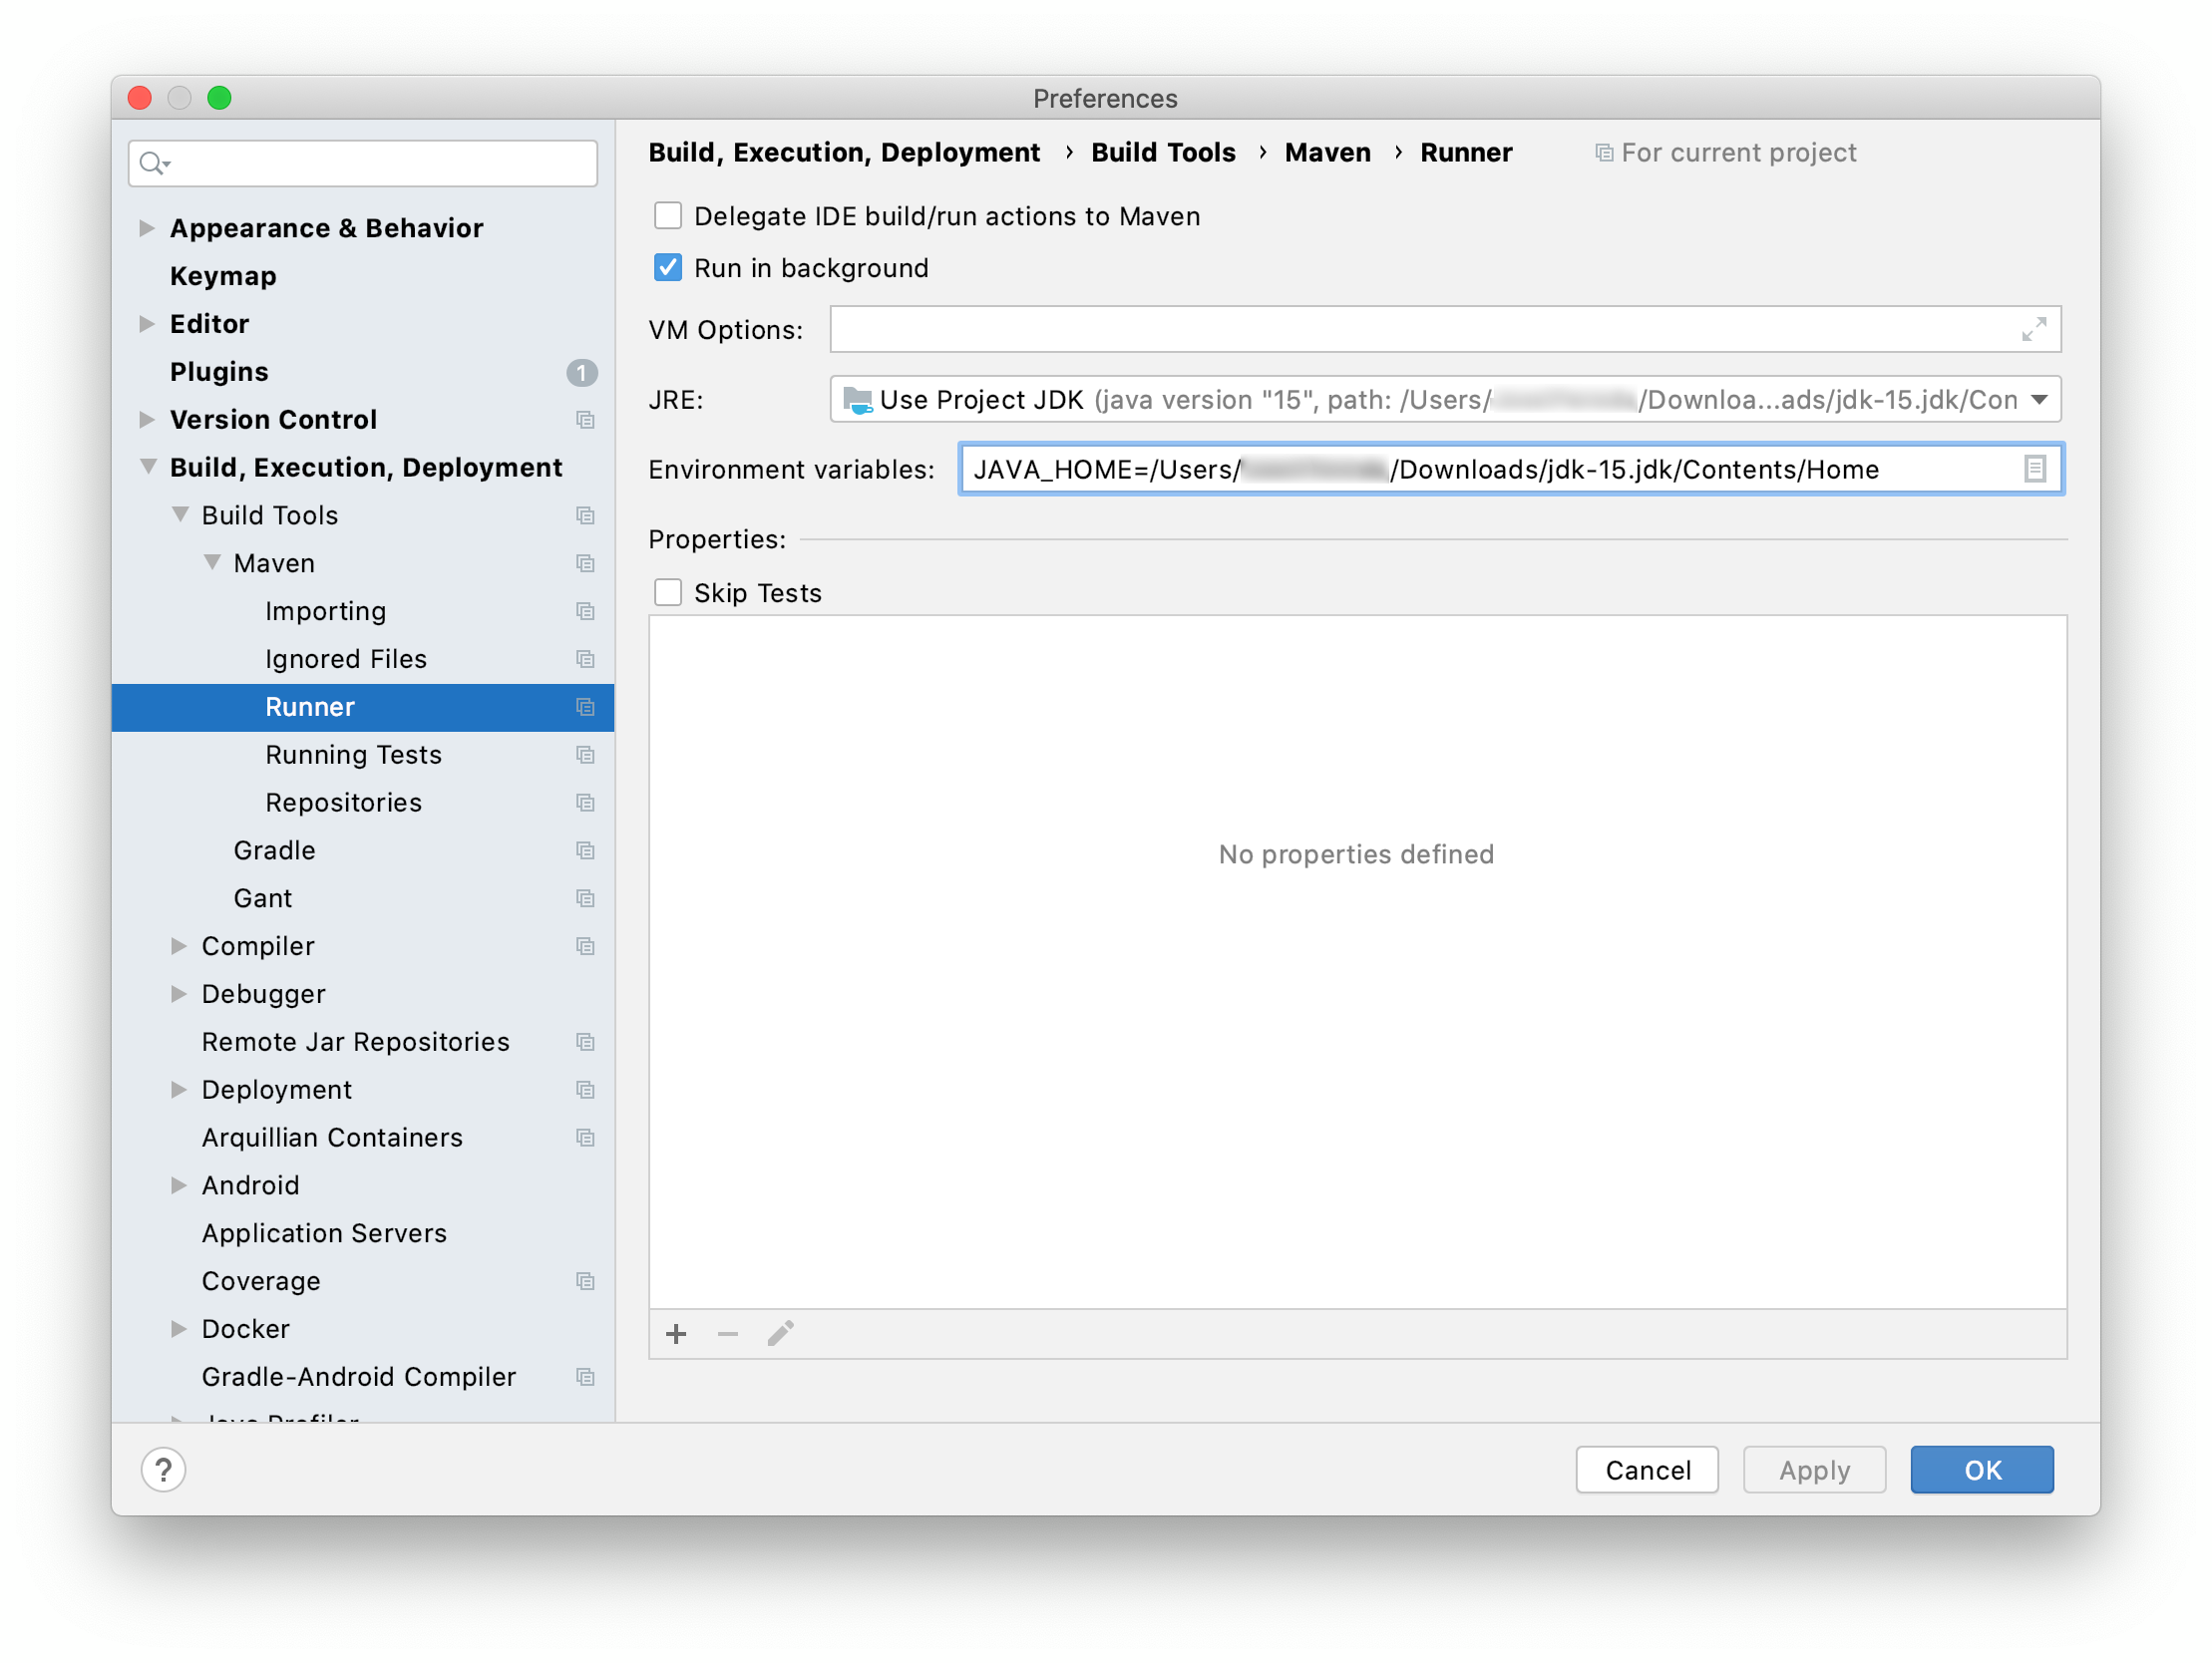 Preferences
Appearance & Behavior
Keymap
Editor
Plugins 1
Version Control
Build, Execution, Deployment
Build Tools
Maven
Importing
Ignored Files
Runner
Running Tests
Repositories
Gradle
Gant
Compiler
Debugger
Remote Jar Repositories
Deployment
Arquillian Containers
Android
Application Servers
Coverage
Docker
Gradle-Android Compiler
Java Profiler
Build, Execution, Deployment › Build Tools › Maven › Runner For current project
Delegate IDE build/run actions to Maven
Run in background
VM Options:
JRE: Use Project JDK (java version "15", path: /Users/ /Downloa...ads/jdk-15.jdk/Con
Environment variables: JAVA_HOME=/Users/ /Downloads/jdk-15.jdk/Contents/Home
Properties:
Skip Tests
No properties defined
? Cancel Apply OK